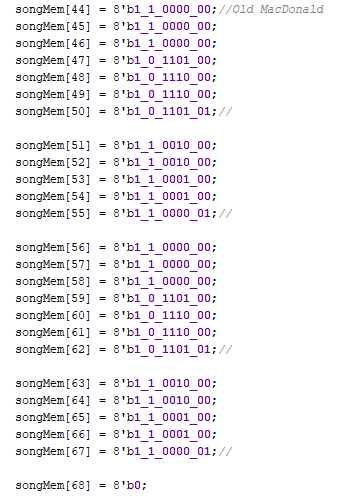 songMem[44] = 8'b1_1_0000_00;//Old MacDonald
songMem[45] = 8'b1_1_0000_00;
songMem[46] = 8'b1_1_0000_00;
songMem[47] = 8'b1_0_1101_00;
songMem[48] = 8'b1_0_1110_00;
songMem[49] = 8'b1_0_1110_00;
songMem[50] = 8'b1_0_1101_01;//
songMem[51] = 8'b1_1_0010_00;
songMem[52] = 8'b1_1_0010_00;
songMem[53] = 8'b1_1_0001_00;
songMem[54] = 8'b1_1_0001_00;
songMem[55] = 8'b1_1_0000_01;//
songMem[56] = 8'b1_1_0000_00;
songMem[57] = 8'b1_1_0000_00;
songMem[58] = 8'b1_1_0000_00;
songMem[59] = 8'b1_0_1101_00;
songMem[60] = 8'b1_0_1110_00;
songMem[61] = 8'b1_0_1110_00;
songMem[62] = 8'b1_0_1101_01;//
songMem[63] = 8'b1_1_0010_00;
songMem[64] = 8'b1_1_0010_00;
songMem[65] = 8'b1_1_0001_00;
songMem[66] = 8'b1_1_0001_00;
songMem[67] = 8'b1_1_0000_01;//
songMem[68] = 8'b0;